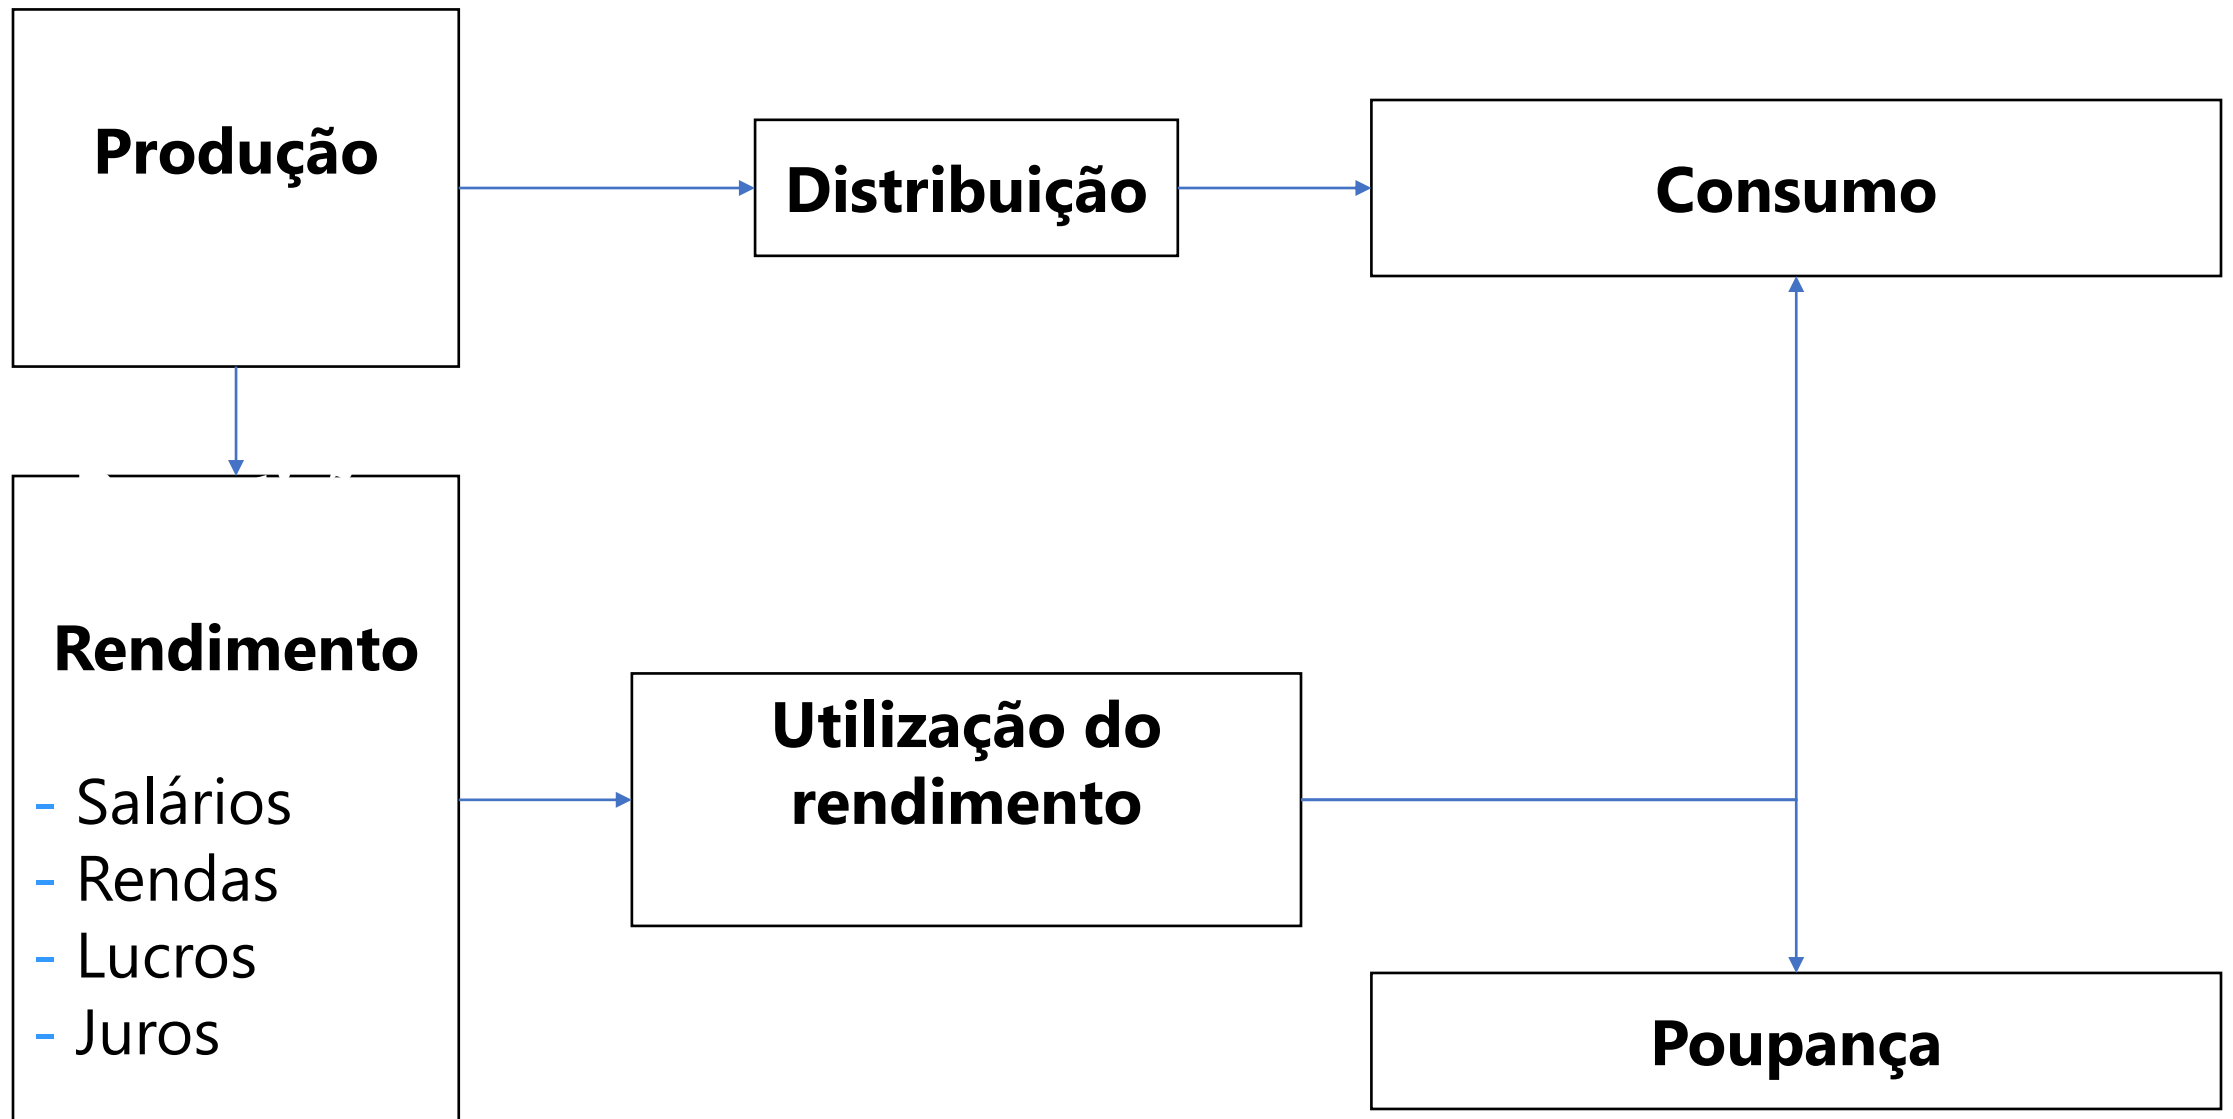 Produção
Distribuição
Consumo
Rendimento
Utilização do
rendimento
- Salários
- Rendas
- Lucros
- Juros
Poupança